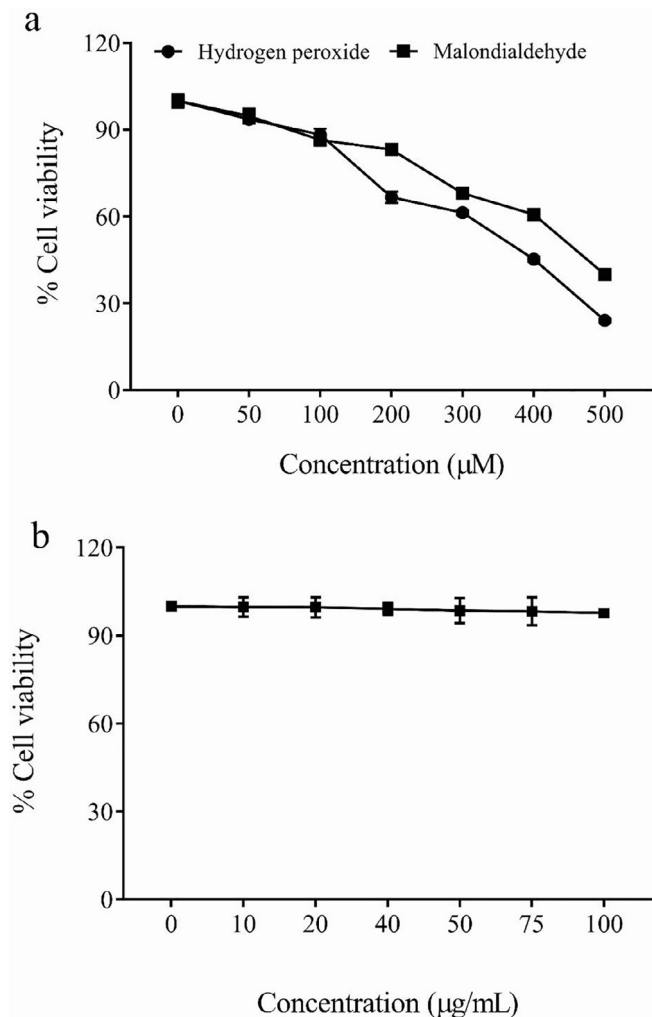 a
120
Hydrogen peroxide
Malondialdehyde
90
60
30
0
% Cell viability
0 50 100 200 300 400 500
Concentration (μM)
b
120
90
60
30
0
% Cell viability
0 10 20 40 50 75 100
Concentration (μg/mL)